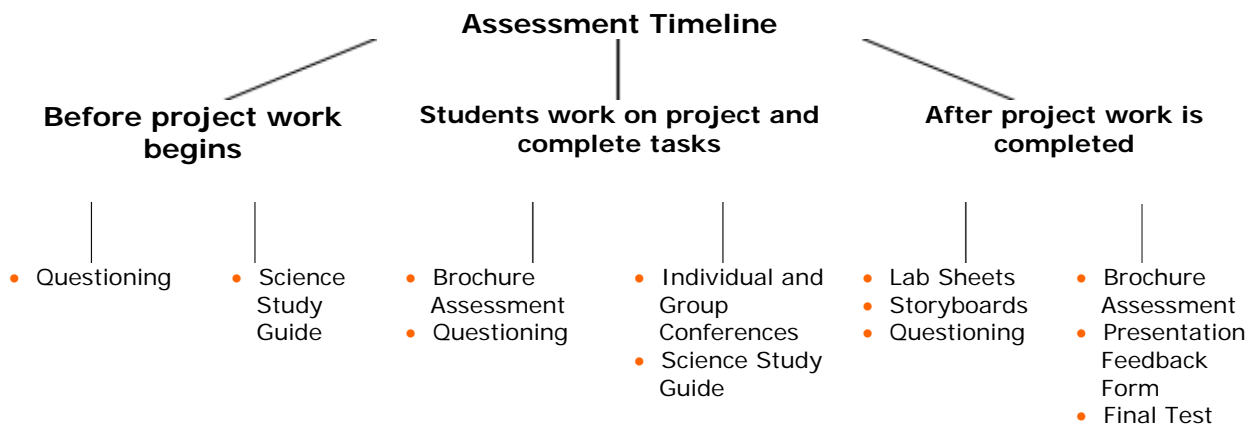 Assessment Timeline
Before project work
begins
Students work on project and
complete tasks
After project work is
completed
• Questioning
• Science
Study
Guide
• Brochure
Assessment
• Questioning
• Individual and
Group
Conferences
• Science Study
Guide
• Lab Sheets
• Storyboards
• Questioning
• Brochure
Assessment
• Presentation
Feedback
Form
• Final Test